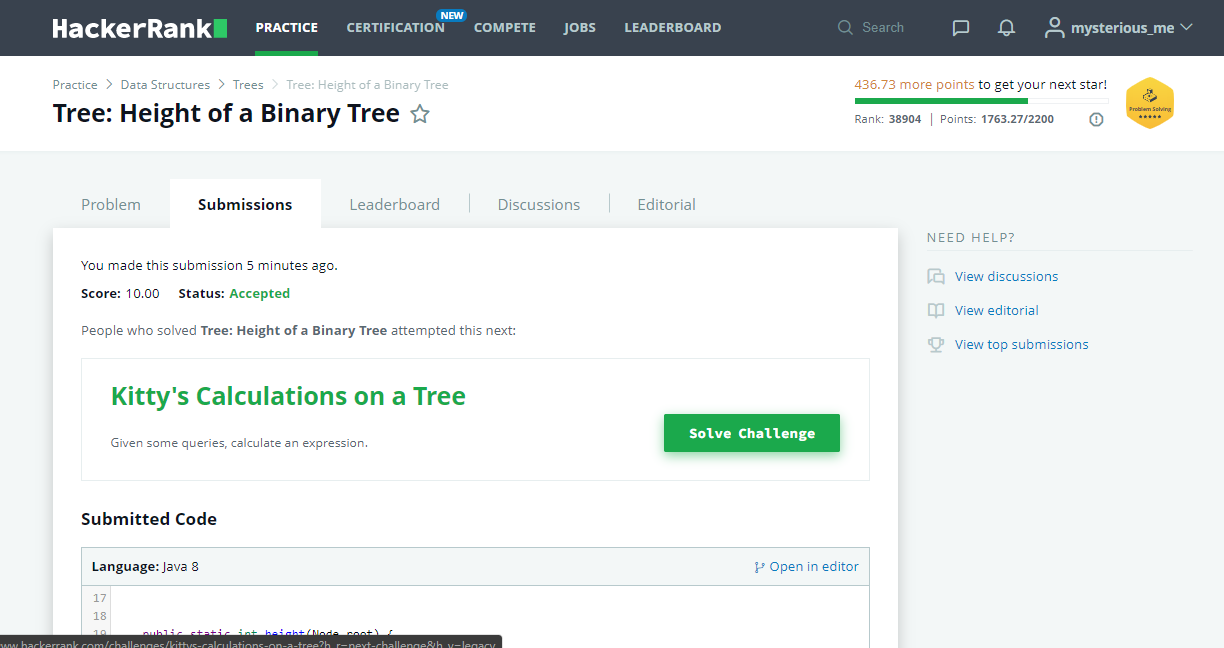 HackerRank PRACTICE CERTIFICATION NEW COMPETE JOBS LEADERBOARD Search mysterious_me
Practice > Data Structures > Trees > Tree: Height of a Binary Tree
Tree: Height of a Binary Tree
436.73 more points to get your next star!
Rank: 38904 | Points: 1763.27/2200
Problem Solving
Problem Submissions Leaderboard Discussions Editorial
You made this submission 5 minutes ago.
Score: 10.00 Status: Accepted
People who solved Tree: Height of a Binary Tree attempted this next:
Kitty's Calculations on a Tree
Given some queries, calculate an expression.
Solve Challenge
Submitted Code
Language: Java 8 Open in editor
17
18
19 public static int height(Node root) {
ww.hackerrank.com/challenges/kittys-calculations-on-a-tree?h_r=next-challenge&h_v=legacy
NEED HELP?
View discussions
View editorial
View top submissions